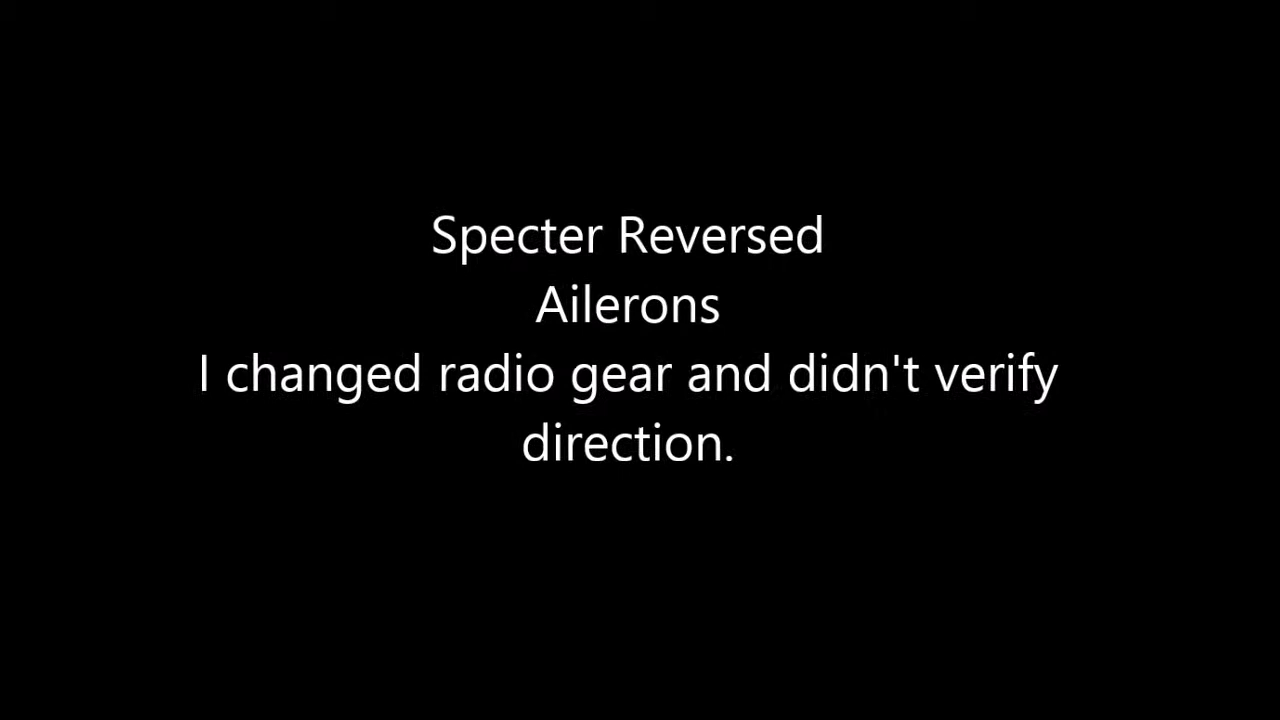 Specter Reversed
Ailerons
I changed radio gear and didn't verify
direction.